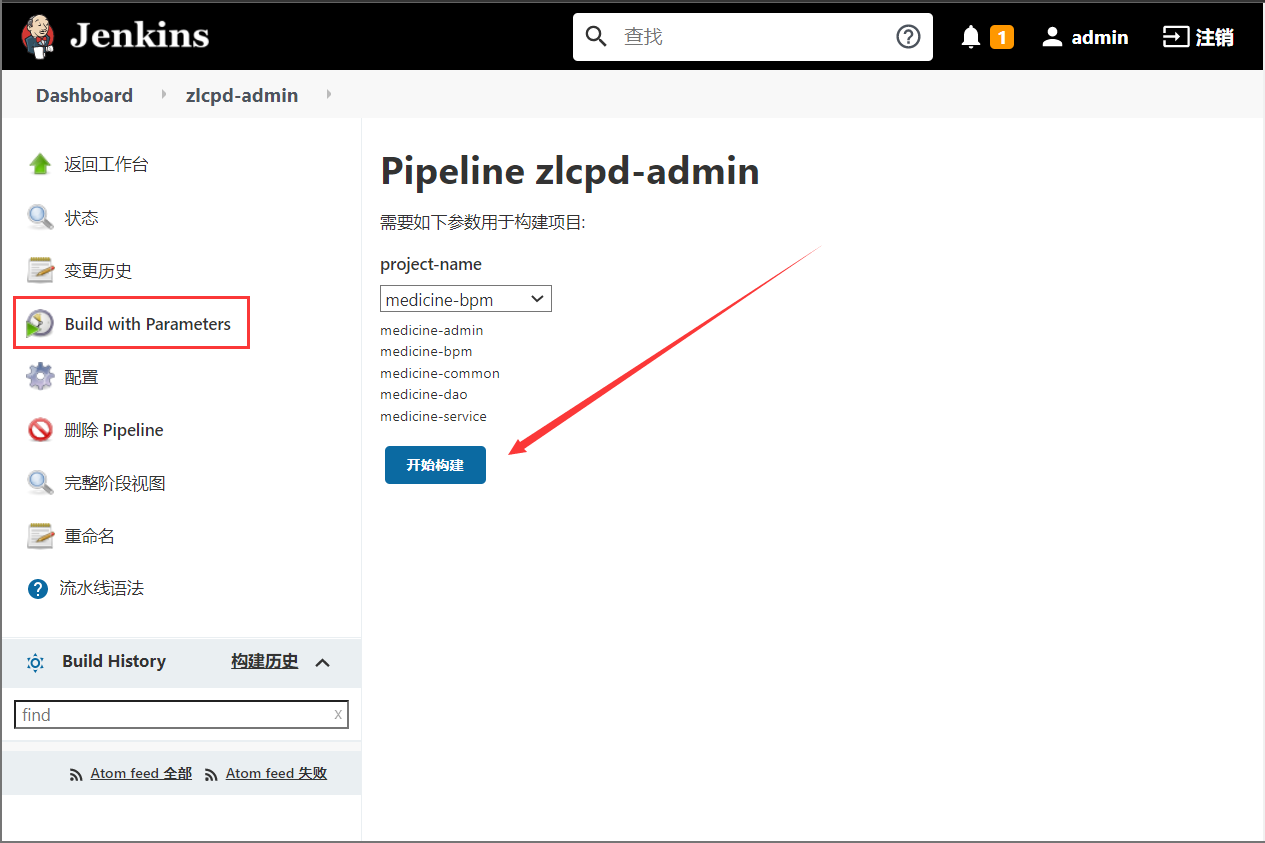 Jenkins
查找
1
admin
注销
Dashboard
zlcpd-admin
返回工作台
状态
变更历史
Build with Parameters
配置
删除 Pipeline
完整阶段视图
重命名
流水线语法
Build History
构建历史
find
x
Atom feed 全部
Atom feed 失败
Pipeline zlcpd-admin
需要如下参数用于构建项目:
project-name
medicine-bpm
medicine-admin
medicine-bpm
medicine-common
medicine-dao
medicine-service
开始构建